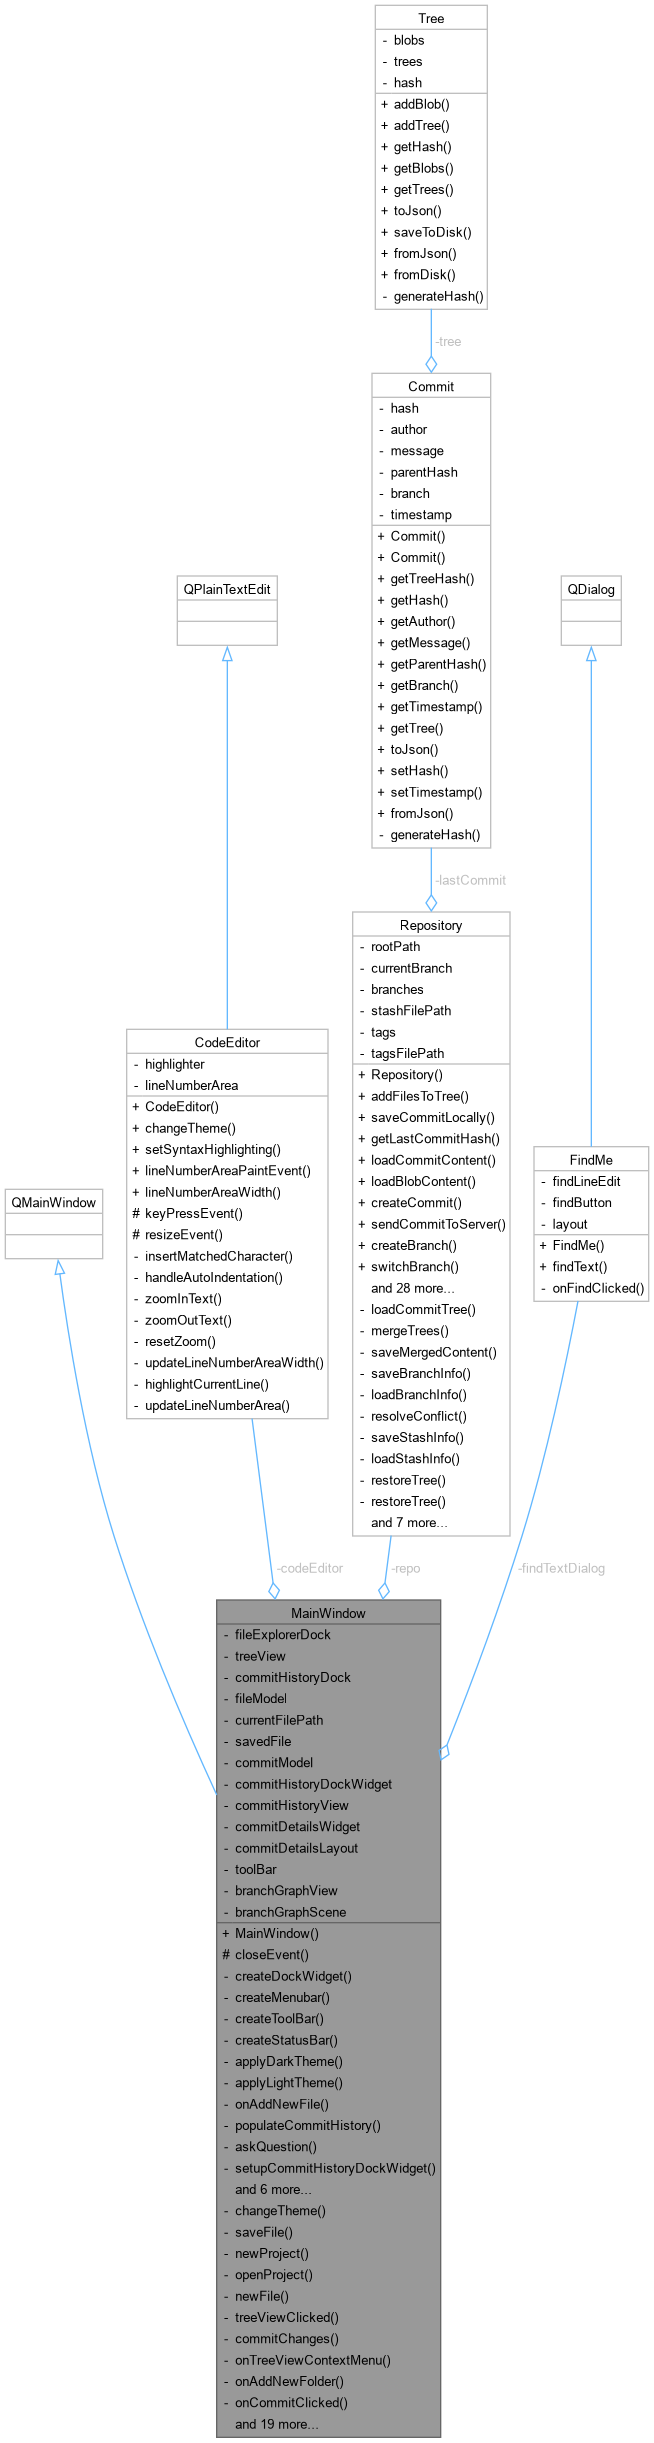 Tree
- blobs
- trees
- hash
+ addBlob()
+ addTree()
+ getHash()
+ getBlobs()
+ getTrees()
+ toJson()
+ saveToDisk()
+ fromJson()
+ fromDisk()
- generateHash()
-tree
Commit
- hash
- author
- message
- parentHash
- branch
- timestamp
+ Commit()
+ Commit()
+ getTreeHash()
+ getHash()
+ getAuthor()
+ getMessage()
+ getParentHash()
+ getBranch()
+ getTimestamp()
+ getTree()
+ toJson()
+ setHash()
+ setTimestamp()
+ fromJson()
- generateHash()
-lastCommit
QPlainTextEdit
QDialog
Repository
- rootPath
- currentBranch
- branches
- stashFilePath
- tags
- tagsFilePath
+ Repository()
+ addFilesToTree()
+ saveCommitLocally()
+ getLastCommitHash()
+ loadCommitContent()
+ loadBlobContent()
+ createCommit()
+ sendCommitToServer()
+ createBranch()
+ switchBranch()
and 28 more...
- loadCommitTree()
- mergeTrees()
- saveMergedContent()
- saveBranchInfo()
- loadBranchInfo()
- resolveConflict()
- saveStashInfo()
- loadStashInfo()
- restoreTree()
- restoreTree()
and 7 more...
CodeEditor
- highlighter
- lineNumberArea
+ CodeEditor()
+ changeTheme()
+ setSyntaxHighlighting()
+ lineNumberAreaPaintEvent()
+ lineNumberAreaWidth()
# keyPressEvent()
# resizeEvent()
- insertMatchedCharacter()
- handleAutoIndentation()
- zoomInText()
- zoomOutText()
- resetZoom()
- updateLineNumberAreaWidth()
- highlightCurrentLine()
- updateLineNumberArea()
FindMe
- findLineEdit
- findButton
- layout
+ FindMe()
+ findText()
- onFindClicked()
QMainWindow
-codeEditor
-repo
-findTextDialog
MainWindow
- fileExplorerDock
- treeView
- commitHistoryDock
- fileModel
- currentFilePath
- savedFile
- commitModel
- commitHistoryDockWidget
- commitHistoryView
- commitDetailsWidget
- commitDetailsLayout
- toolBar
- branchGraphView
- branchGraphScene
+ MainWindow()
# closeEvent()
- createDockWidget()
- createMenubar()
- createToolBar()
- createStatusBar()
- applyDarkTheme()
- applyLightTheme()
- onAddNewFile()
- populateCommitHistory()
- askQuestion()
- setupCommitHistoryDockWidget()
and 6 more...
- changeTheme()
- saveFile()
- newProject()
- openProject()
- newFile()
- treeViewClicked()
- commitChanges()
- onTreeViewContextMenu()
- onAddNewFolder()
- onCommitClicked()
and 19 more...